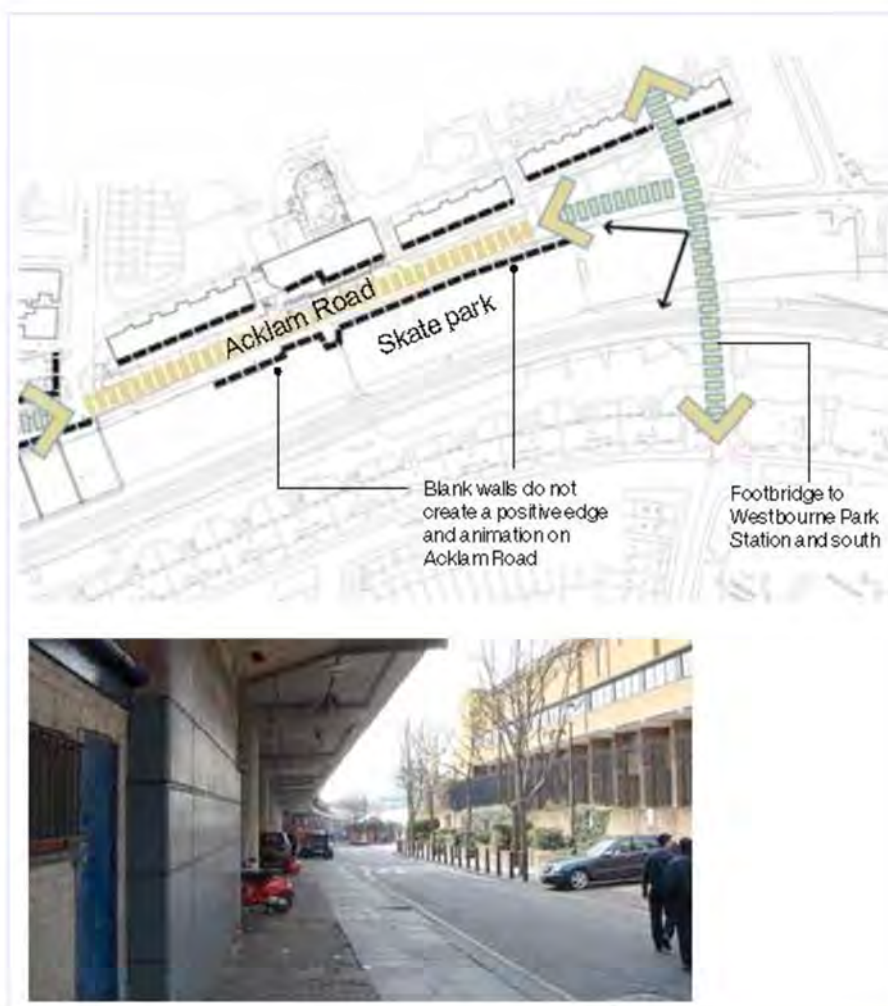 Acklam Road
Skate park
Blank walls do not
create a positive edge
and animation on
Acklam Road
Footbridge to
Westbourne Park
Station and south